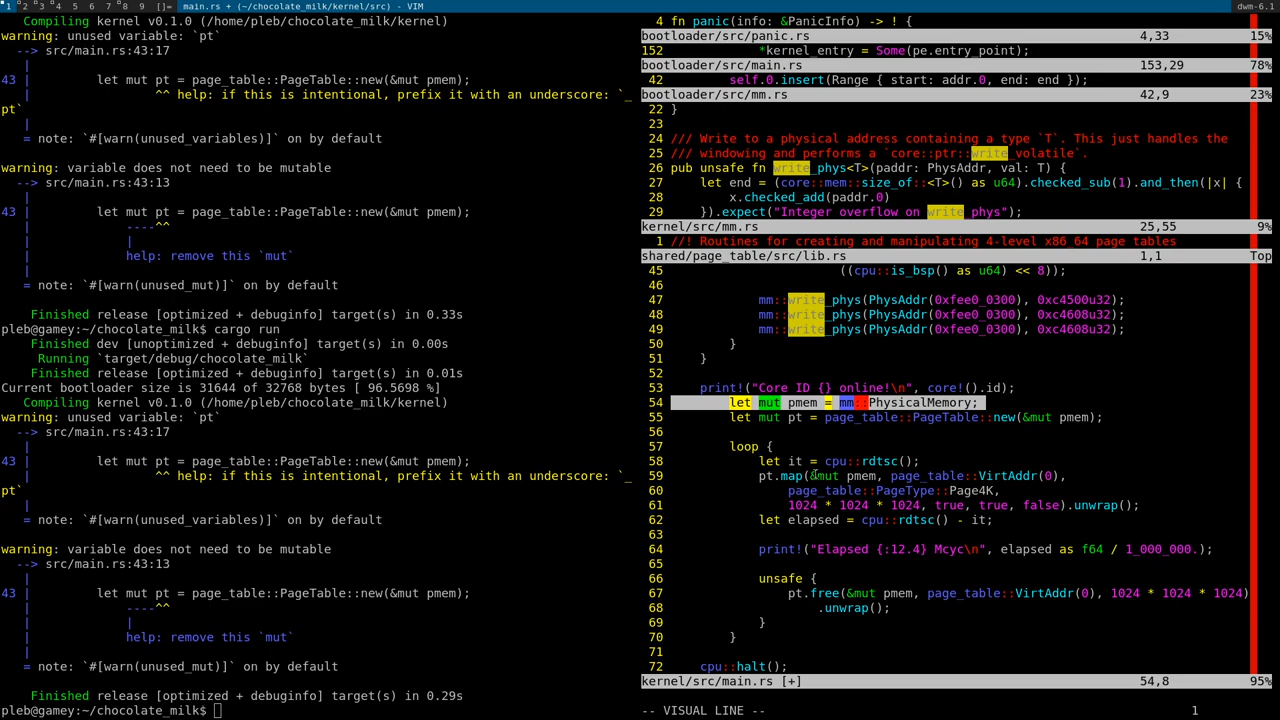 1 2 3 4 5 6 7 8 9 []= main.rs + (~/chocolate_milk/kernel/src) - VIM dwm-6.1
Compiling kernel v0.1.0 (/home/pleb/chocolate_milk/kernel)
warning: unused variable: `pt`
--> src/main.rs:43:17
|
43 |         let mut pt = page_table::PageTable::new(&mut pmem);
|                 ^^ help: if this is intentional, prefix it with an underscore: `_
pt`
|
= note: `#[warn(unused_variables)]` on by default
warning: variable does not need to be mutable
--> src/main.rs:43:13
|
43 |         let mut pt = page_table::PageTable::new(&mut pmem);
|             ----^^
|             |
|             help: remove this `mut`
|
= note: `#[warn(unused_mut)]` on by default
Finished release [optimized + debuginfo] target(s) in 0.33s
pleb@gamey:~/chocolate_milk$ cargo run
Finished dev [unoptimized + debuginfo] target(s) in 0.00s
Running `target/debug/chocolate_milk`
Finished release [optimized + debuginfo] target(s) in 0.01s
Current bootloader size is 31644 of 32768 bytes [ 96.5698 %]
Compiling kernel v0.1.0 (/home/pleb/chocolate_milk/kernel)
warning: unused variable: `pt`
--> src/main.rs:43:17
|
43 |         let mut pt = page_table::PageTable::new(&mut pmem);
|                 ^^ help: if this is intentional, prefix it with an underscore: `_
pt`
|
= note: `#[warn(unused_variables)]` on by default
warning: variable does not need to be mutable
--> src/main.rs:43:13
|
43 |         let mut pt = page_table::PageTable::new(&mut pmem);
|             ----^^
|             |
|             help: remove this `mut`
|
= note: `#[warn(unused_mut)]` on by default
Finished release [optimized + debuginfo] target(s) in 0.29s
pleb@gamey:~/chocolate_milk$
4 fn panic(info: &PanicInfo) -> ! {
bootloader/src/panic.rs 4,33 15%
152             *kernel_entry = Some(pe.entry_point);
bootloader/src/main.rs 153,29 78%
42         self.0.insert(Range { start: addr.0, end: end });
bootloader/src/mm.rs 42,9 23%
22 }
23
24 /// Write to a physical address containing a type `T`. This just handles the
25 /// windowing and performs a `core::ptr::write_volatile`.
26 pub unsafe fn write_phys<T>(paddr: PhysAddr, val: T) {
27     let end = (core::mem::size_of::<T>() as u64).checked_sub(1).and_then(|x| {
28         x.checked_add(paddr.0)
29     }).expect("Integer overflow on write_phys");
kernel/src/mm.rs 25,55 9%
1 //! Routines for creating and manipulating 4-level x86_64 page tables
shared/page_table/src/lib.rs 1,1 Top
45                        ((cpu::is_bsp() as u64) << 8));
46
47             mm::write_phys(PhysAddr(0xfee0_0300), 0xc4500u32);
48             mm::write_phys(PhysAddr(0xfee0_0300), 0xc4608u32);
49             mm::write_phys(PhysAddr(0xfee0_0300), 0xc4608u32);
50         }
51     }
52
53     print!("Core ID {} online!\n", core!().id);
54         let mut pmem = mm::PhysicalMemory;
55         let mut pt = page_table::PageTable::new(&mut pmem);
56
57         loop {
58             let it = cpu::rdtsc();
59             pt.map(&mut pmem, page_table::VirtAddr(0),
60                 page_table::PageType::Page4K,
61                 1024 * 1024 * 1024, true, true, false).unwrap();
62             let elapsed = cpu::rdtsc() - it;
63
64             print!("Elapsed {:12.4} Mcyc\n", elapsed as f64 / 1_000_000.);
65
66             unsafe {
67                 pt.free(&mut pmem, page_table::VirtAddr(0), 1024 * 1024 * 1024)
68                     .unwrap();
69             }
70         }
71
72     cpu::halt();
kernel/src/main.rs [+] 54,8 95%
-- VISUAL LINE -- 1